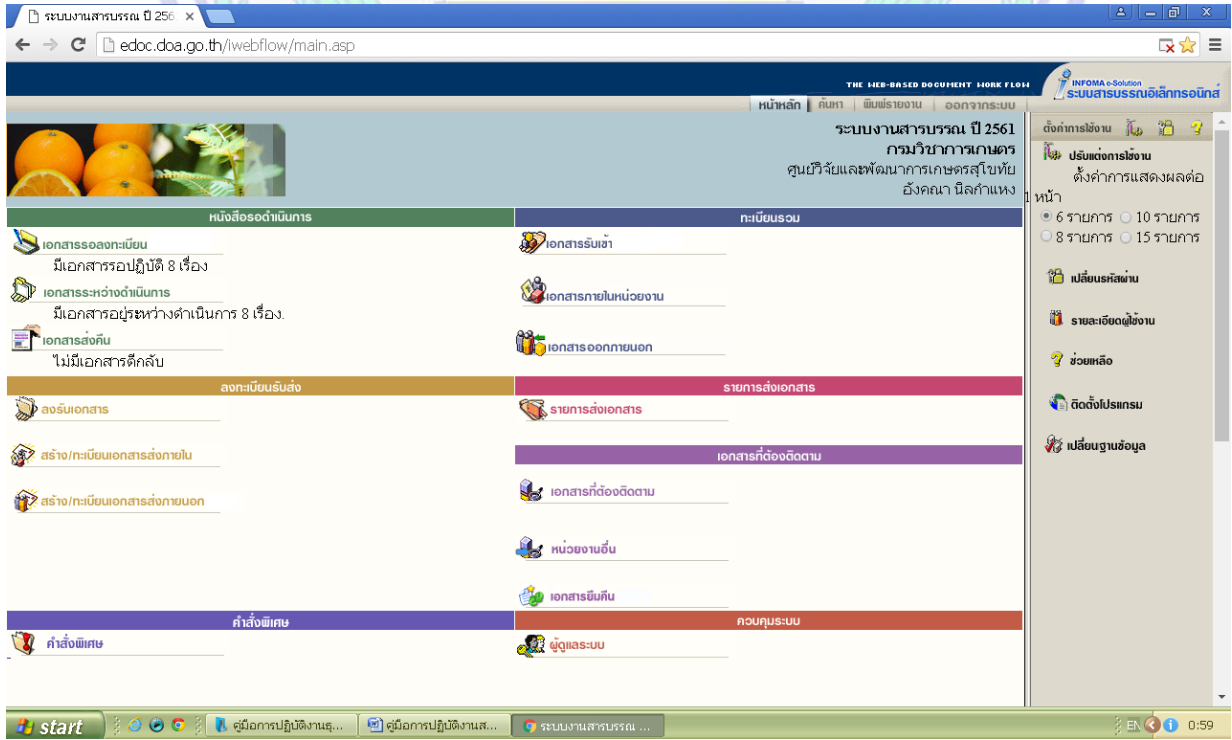 ระบบงานสารบรรณ ปี 256
edoc.doa.go.th/iwebflow/main.asp
THE WEB-BASED DOCUMENT WORK FLOW
INFOMA e-Solution
ระบบสารบรรณอิเล็กทรอนิกส์
หน้าหลัก | ค้นหา | พิมพ์รายงาน | ออกจากระบบ
ระบบงานสารบรรณ ปี 2561
กรมวิชาการเกษตร
ศูนย์วิจัยและพัฒนาการเกษตรสุโขทัย
อังคณา นิลกำแหง
หนังสือรอดำเนินการ
เอกสารรอลงทะเบียน
มีเอกสารรอปฏิบัติ 8 เรื่อง
เอกสารระหว่างดำเนินการ
มีเอกสารอยู่ระหว่างดำเนินการ 8 เรื่อง.
เอกสารส่งคืน
ไม่มีเอกสารตีกลับ
ทะเบียนรวม
เอกสารรับเข้า
เอกสารภายในหน่วยงาน
เอกสารออกภายนอก
ลงทะเบียนรับส่ง
ลงรับเอกสาร
สร้าง/ทะเบียนเอกสารส่งภายใน
สร้าง/ทะเบียนเอกสารส่งภายนอก
รายการส่งเอกสาร
รายการส่งเอกสาร
เอกสารที่ต้องติดตาม
เอกสารที่ต้องติดตาม
หน่วยงานอื่น
เอกสารยืมคืน
คำสั่งพิเศษ
คำสั่งพิเศษ
ควบคุมระบบ
ผู้ดูแลระบบ
ตั้งค่าการใช้งาน
ปรับแต่งการใช้งาน
ตั้งค่าการแสดงผลต่อ
1 หน้า
6 รายการ 10 รายการ
8 รายการ 15 รายการ
เปลี่ยนรหัสผ่าน
รายละเอียดผู้ใช้งาน
ช่วยเหลือ
ติดตั้งโปรแกรม
เปลี่ยนฐานข้อมูล
start
คู่มือการปฏิบัติงานธุ...
คู่มือการปฏิบัติงานส...
ระบบงานสารบรรณ ...
EN
0:59